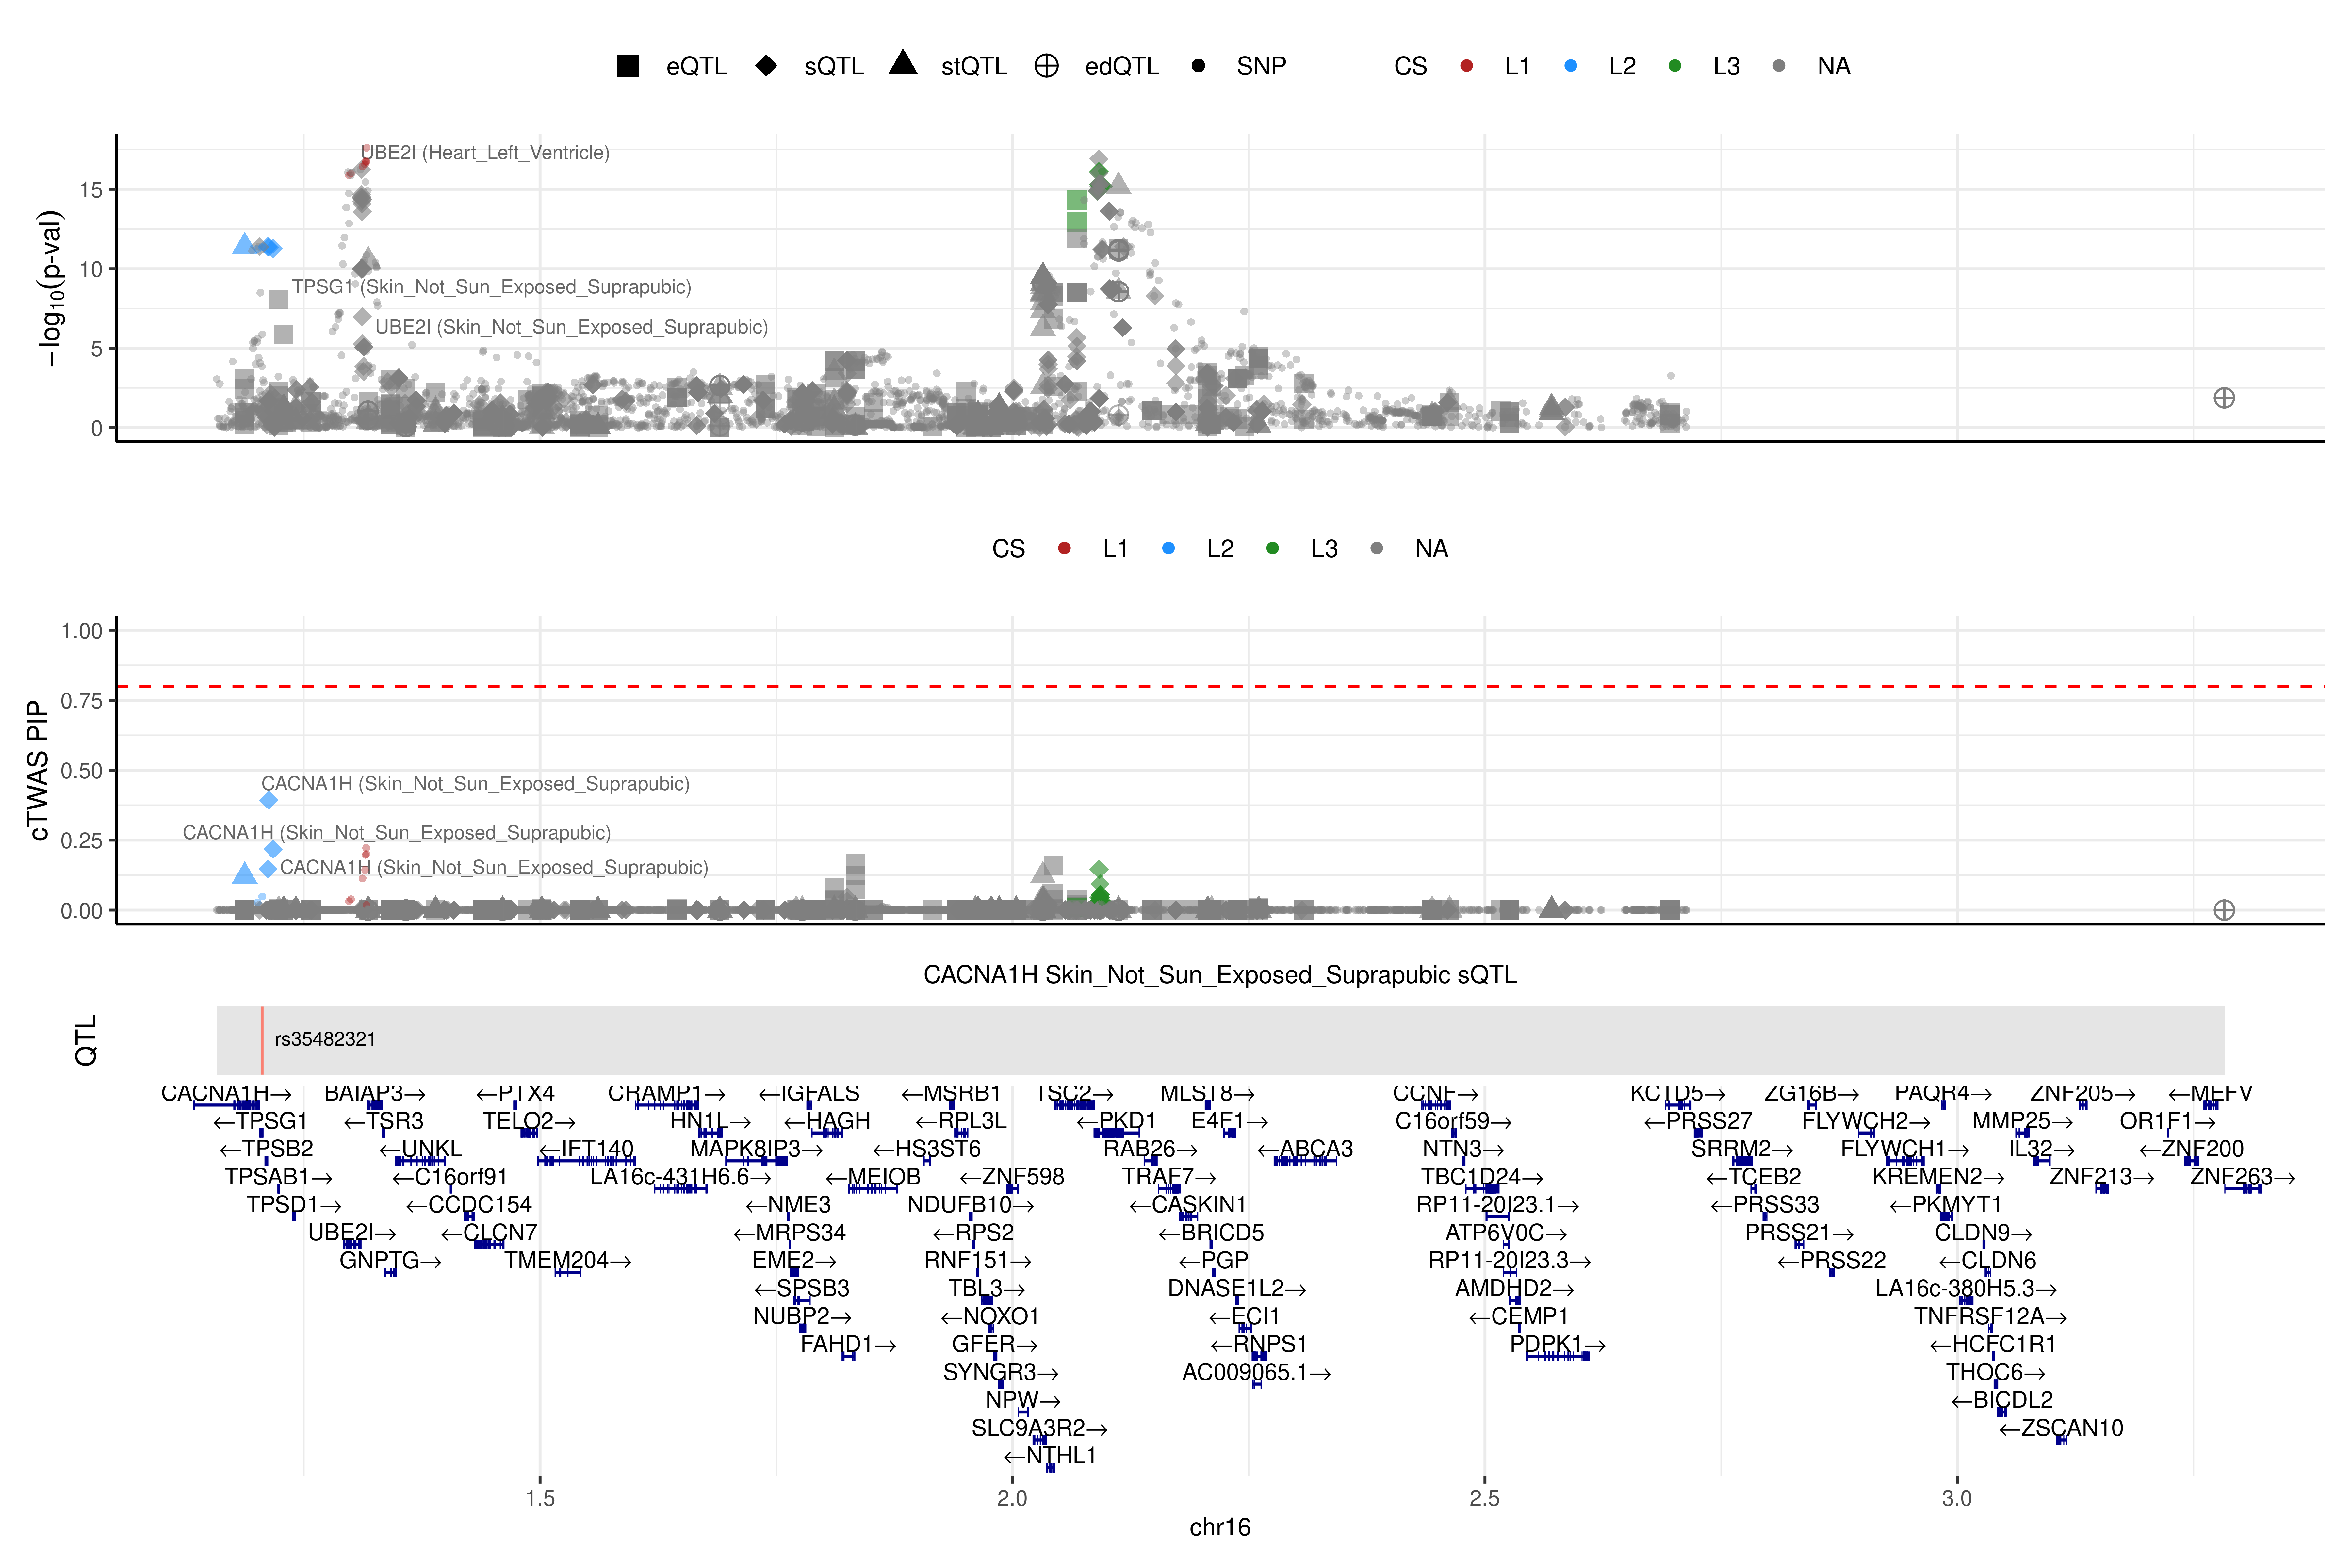 eQTL sQTL stQTL edQTL SNP CS L1 L2 L3 NA
−log10(p-val)
15
10
5
0
UBE2I (Heart_Left_Ventricle)
TPSG1 (Skin_Not_Sun_Exposed_Suprapubic)
UBE2I (Skin_Not_Sun_Exposed_Suprapubic)
CS L1 L2 L3 NA
cTWAS PIP
1.00
0.75
0.50
0.25
0.00
CACNA1H (Skin_Not_Sun_Exposed_Suprapubic)
CACNA1H (Skin_Not_Sun_Exposed_Suprapubic)
CACNA1H (Skin_Not_Sun_Exposed_Suprapubic)
CACNA1H Skin_Not_Sun_Exposed_Suprapubic sQTL
QTL
rs35482321
CACNA1H→ BAIAP3→ ←PTX4 CRAMP1→ ←IGFALS ←MSRB1 TSC2→ MLST8→ CCNF→ KCTD5→ ZG16B→ PAQR4→ ZNF205→ ←MEFV
←TPSG1 ←TSR3 TELO2→ HN1L→ ←HAGH ←RPL3L ←PKD1 E4F1→ C16orf59→ ←PRSS27 FLYWCH2→ MMP25→ OR1F1→
←TPSB2 ←UNKL ←IFT140 MAPK8IP3→ ←HS3ST6 RAB26→ ←ABCA3 NTN3→ SRRM2→ FLYWCH1→ IL32→ ←ZNF200
TPSAB1→ ←C16orf91 LA16c-431H6.6→ ←MEIOB ←ZNF598 TRAF7→ TBC1D24→ ←TCEB2 KREMEN2→ ZNF213→ ZNF263→
TPSD1→ ←CCDC154 ←NME3 NDUFB10→ ←CASKIN1 RP11-20I23.1→ ←PRSS33 ←PKMYT1
UBE2I→ ←CLCN7 ←MRPS34 ←RPS2 ←BRICD5 ATP6V0C→ PRSS21→ CLDN9→
GNPTG→ TMEM204→ EME2→ RNF151→ ←PGP RP11-20I23.3→ ←PRSS22 ←CLDN6
←SPSB3 TBL3→ DNASE1L2→ AMDHD2→ LA16c-380H5.3→
NUBP2→ ←NOXO1 ←ECI1 ←CEMP1 TNFRSF12A→
FAHD1→ GFER→ ←RNPS1 PDPK1→ ←HCFC1R1
SYNGR3→ AC009065.1→ THOC6→
NPW→ ←BICDL2
SLC9A3R2→ ←ZSCAN10
←NTHL1
1.5 2.0 2.5 3.0
chr16